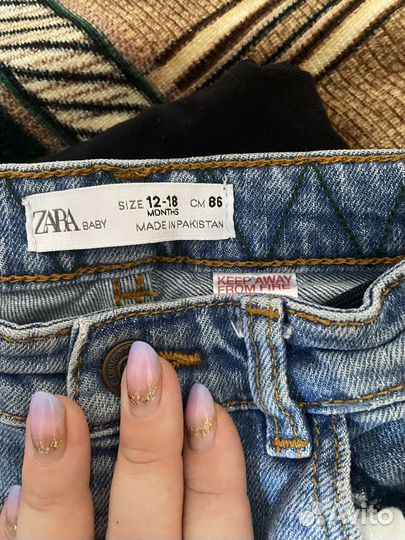 ZARA BABY
SIZE 12-18 MONTHS CM 86
MADE IN PAKISTAN
KEEP AWAY
FROM FIRE
Avito